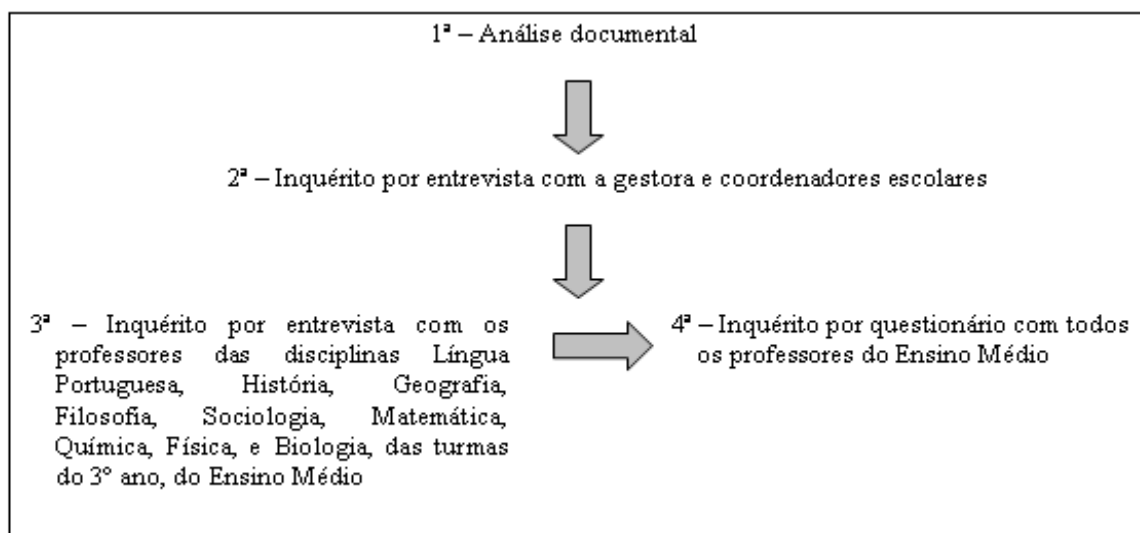 1ª – Análise documental
2ª – Inquérito por entrevista com a gestora e coordenadores escolares
3ª – Inquérito por entrevista com os
professores das disciplinas Língua
Portuguesa, História, Geografia,
Filosofia, Sociologia, Matemática,
Química, Física, e Biologia, das turmas
do 3º ano, do Ensino Médio
4ª – Inquérito por questionário com todos
os professores do Ensino Médio